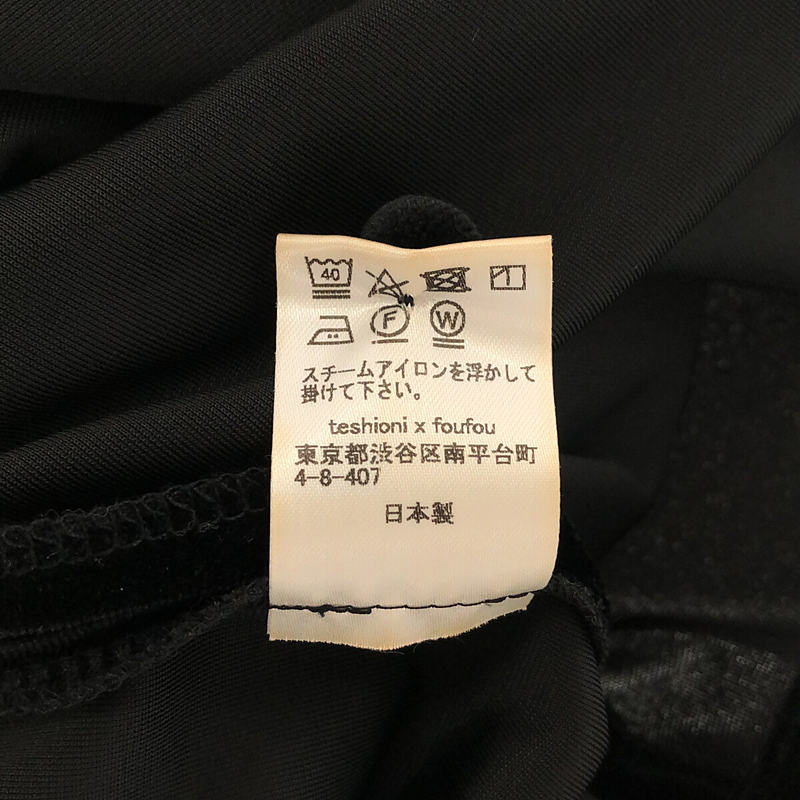 40
F W
スチームアイロンを浮かして
掛けて下さい。
teshioni x foufou
東京都渋谷区南平台町
4-8-407
日本製